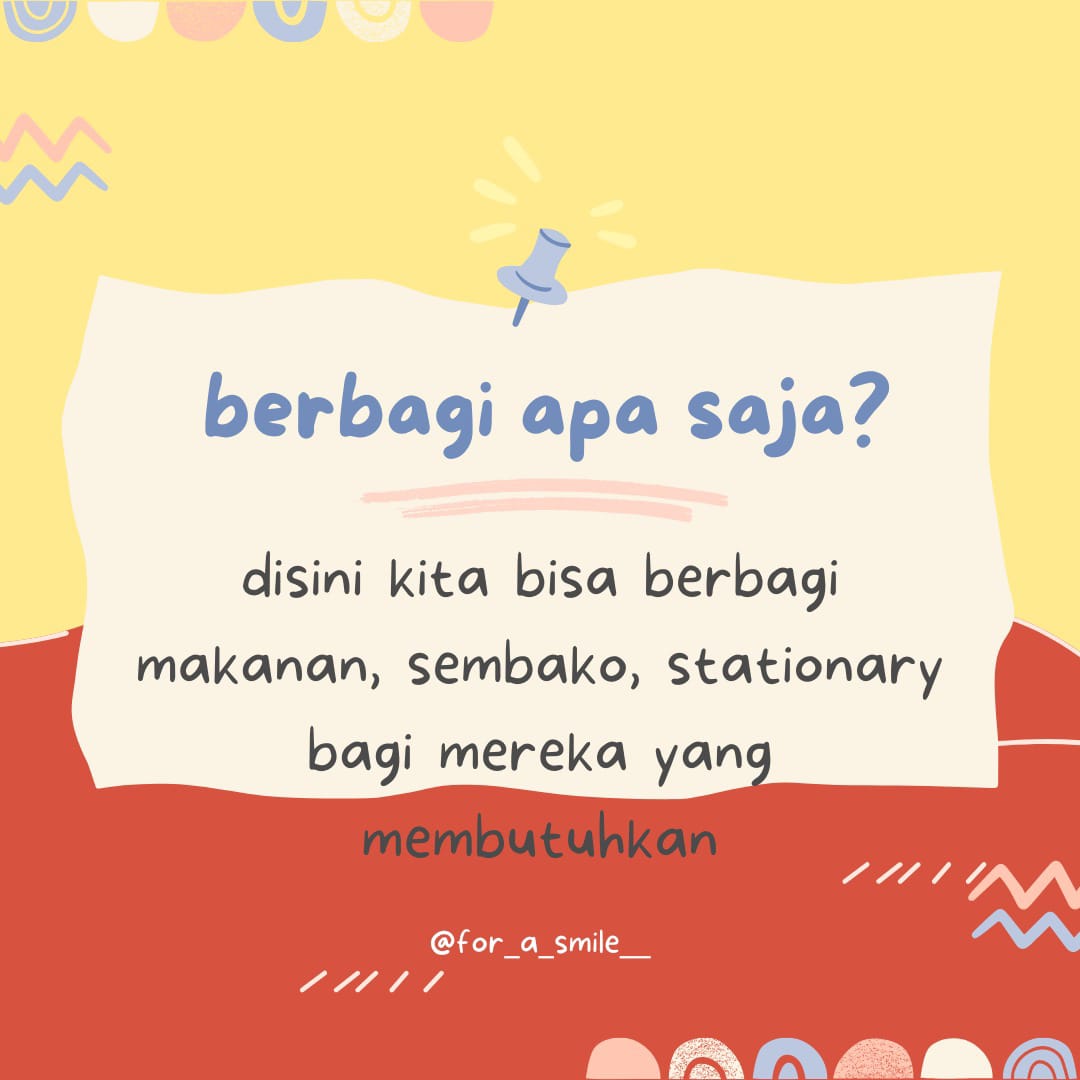 berbagi apa saja?
disini kita bisa berbagi
makanan, sembako, stationary
bagi mereka yang
membutuhkan
@for_a_smile__